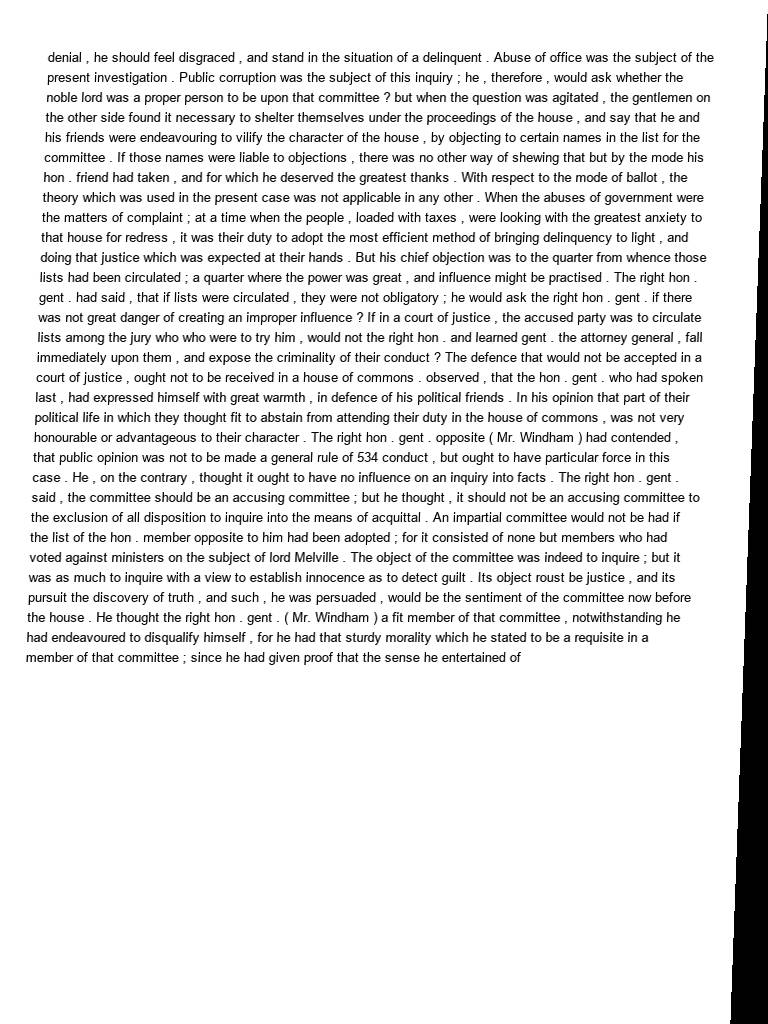 denial , he should feel disgraced , and stand in the situation of a delinquent . Abuse of office was the subject of the
present investigation . Public corruption was the subject of this inquiry ; he , therefore , would ask whether the
noble lord was a proper person to be upon that committee ? but when the question was agitated , the gentlemen on
the other side found it necessary to shelter themselves under the proceedings of the house , and say that he and
his friends were endeavouring to vilify the character of the house , by objecting to certain names in the list for the
committee . If those names were liable to objections , there was no other way of shewing that but by the mode his
hon . friend had taken , and for which he deserved the greatest thanks . With respect to the mode of ballot , the
theory which was used in the present case was not applicable in any other . When the abuses of government were
the matters of complaint ; at a time when the people , loaded with taxes , were looking with the greatest anxiety to
that house for redress , it was their duty to adopt the most efficient method of bringing delinquency to light , and
doing that justice which was expected at their hands . But his chief objection was to the quarter from whence those
lists had been circulated ; a quarter where the power was great , and influence might be practised . The right hon .
gent . had said , that if lists were circulated , they were not obligatory ; he would ask the right hon . gent . if there
was not great danger of creating an improper influence ? If in a court of justice , the accused party was to circulate
lists among the jury who who were to try him , would not the right hon . and learned gent . the attorney general , fall
immediately upon them , and expose the criminality of their conduct ? The defence that would not be accepted in a
court of justice , ought not to be received in a house of commons . observed , that the hon . gent . who had spoken
last , had expressed himself with great warmth , in defence of his political friends . In his opinion that part of their
political life in which they thought fit to abstain from attending their duty in the house of commons , was not very
honourable or advantageous to their character . The right hon . gent . opposite ( Mr. Windham ) had contended ,
that public opinion was not to be made a general rule of 534 conduct , but ought to have particular force in this
case . He , on the contrary , thought it ought to have no influence on an inquiry into facts . The right hon . gent .
said , the committee should be an accusing committee ; but he thought , it should not be an accusing committee to
the exclusion of all disposition to inquire into the means of acquittal . An impartial committee would not be had if
the list of the hon . member opposite to him had been adopted ; for it consisted of none but members who had
voted against ministers on the subject of lord Melville . The object of the committee was indeed to inquire ; but it
was as much to inquire with a view to establish innocence as to detect guilt . Its object roust be justice , and its
pursuit the discovery of truth , and such , he was persuaded , would be the sentiment of the committee now before
the house . He thought the right hon . gent . ( Mr. Windham ) a fit member of that committee , notwithstanding he
had endeavoured to disqualify himself , for he had that sturdy morality which he stated to be a requisite in a
member of that committee ; since he had given proof that the sense he entertained of